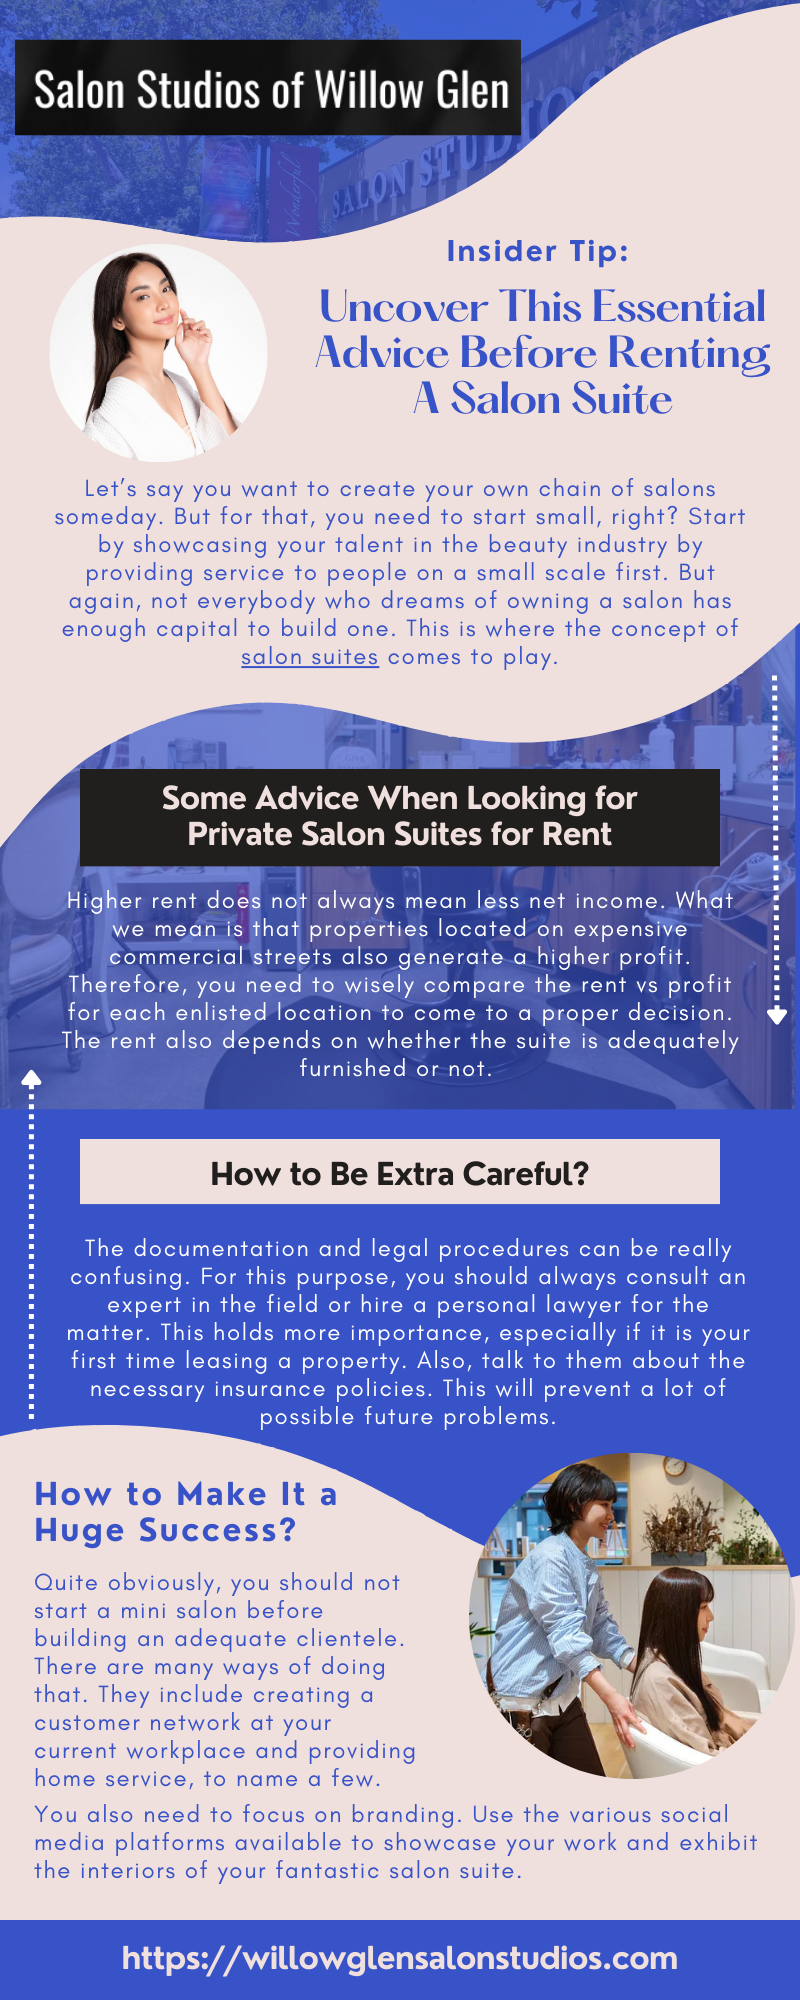 Salon Studios of Willow Glen
SALON STUDIOS
Wonderful
Insider Tip:
Uncover This Essential
Advice Before Renting
A Salon Suite
Let’s say you want to create your own chain of salons
someday. But for that, you need to start small, right? Start
by showcasing your talent in the beauty industry by
providing service to people on a small scale first. But
again, not everybody who dreams of owning a salon has
enough capital to build one. This is where the concept of
salon suites comes to play.
Some Advice When Looking for
Private Salon Suites for Rent
Higher rent does not always mean less net income. What
we mean is that properties located on expensive
commercial streets also generate a higher profit.
Therefore, you need to wisely compare the rent vs profit
for each enlisted location to come to a proper decision.
The rent also depends on whether the suite is adequately
furnished or not.
How to Be Extra Careful?
The documentation and legal procedures can be really
confusing. For this purpose, you should always consult an
expert in the field or hire a personal lawyer for the
matter. This holds more importance, especially if it is your
first time leasing a property. Also, talk to them about the
necessary insurance policies. This will prevent a lot of
possible future problems.
How to Make It a
Huge Success?
Quite obviously, you should not
start a mini salon before
building an adequate clientele.
There are many ways of doing
that. They include creating a
customer network at your
current workplace and providing
home service, to name a few.
You also need to focus on branding. Use the various social
media platforms available to showcase your work and exhibit
the interiors of your fantastic salon suite.
https://willowglensalonstudios.com